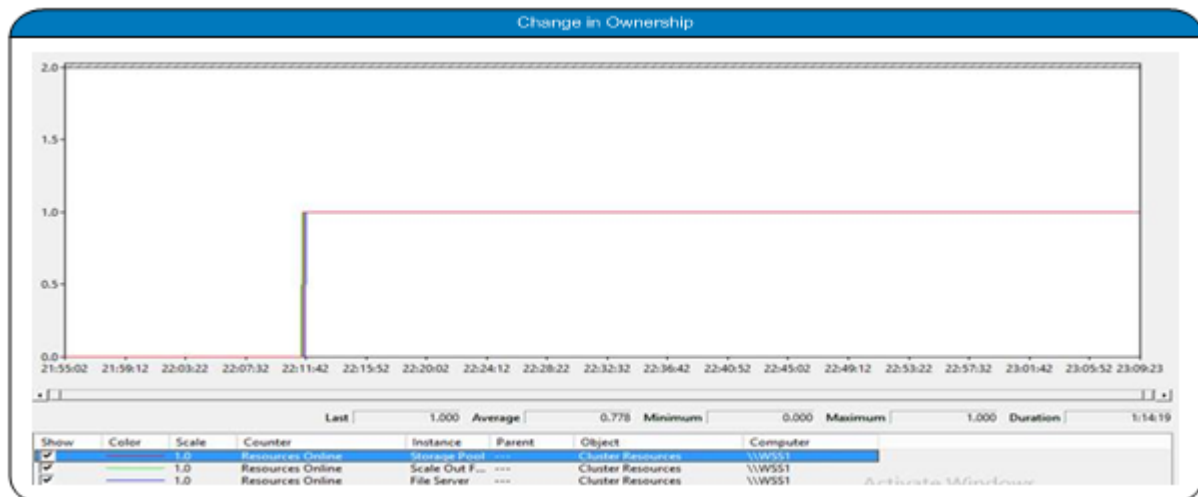 Change in Ownership
2.0
1.5
1.0
0.5
0.0
21:55:02 21:59:12 22:03:22 22:07:32 22:11:42 22:15:52 22:20:02 22:24:12 22:28:22 22:32:32 22:36:42 22:40:52 22:45:02 22:49:12 22:53:22 22:57:32 23:01:42 23:05:52 23:09:23
Last 1.000 Average 0.778 Minimum 0.000 Maximum 1.000 Duration 1:14:19
Show Color Scale Counter Instance Parent Object Computer
1.0 Resources Online Storage Pool --- Cluster Resources \\WSS1
1.0 Resources Online Scale Out F... --- Cluster Resources \\WSS1
1.0 Resources Online File Server --- Cluster Resources \\WSS1
Activate Windows